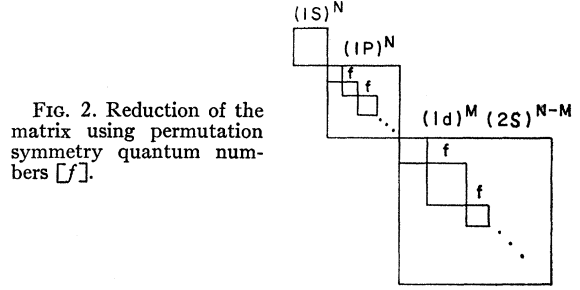 (1S)^N
(1P)^N
f
f
(1d)^M (2S)^N-M
f
f
FIG. 2. Reduction of the
matrix using permutation
symmetry quantum num-
bers [f].